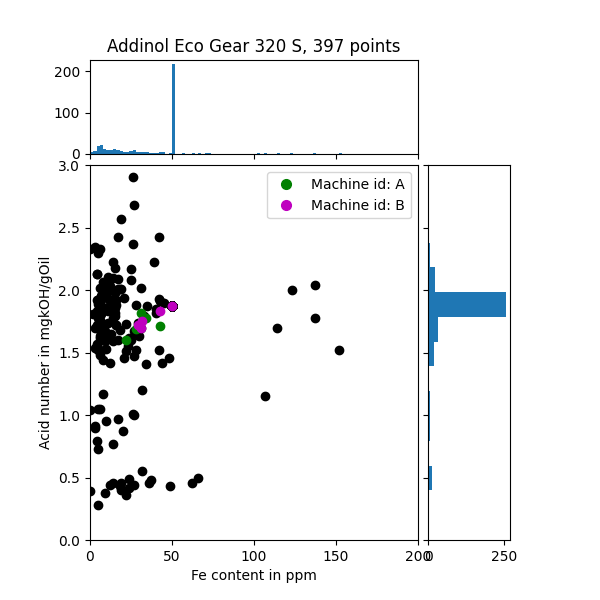 Addinol Eco Gear 320 S, 397 points
200
100
0
3.0
2.5
2.0
1.5
1.0
0.5
0.0
Acid number in mgkOH/gOil
Machine id: A
Machine id: B
0 50 100 150 200 0 250
Fe content in ppm